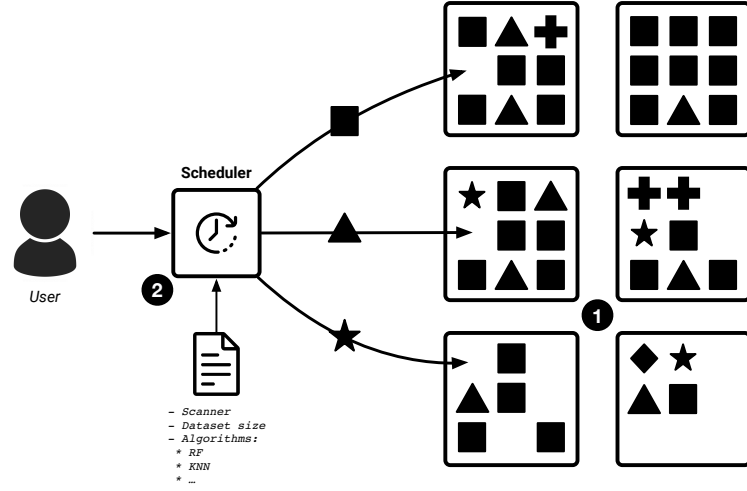 Scheduler
User
2
1
- Scanner
- Dataset size
- Algorithms:
* RF
* KNN
* …